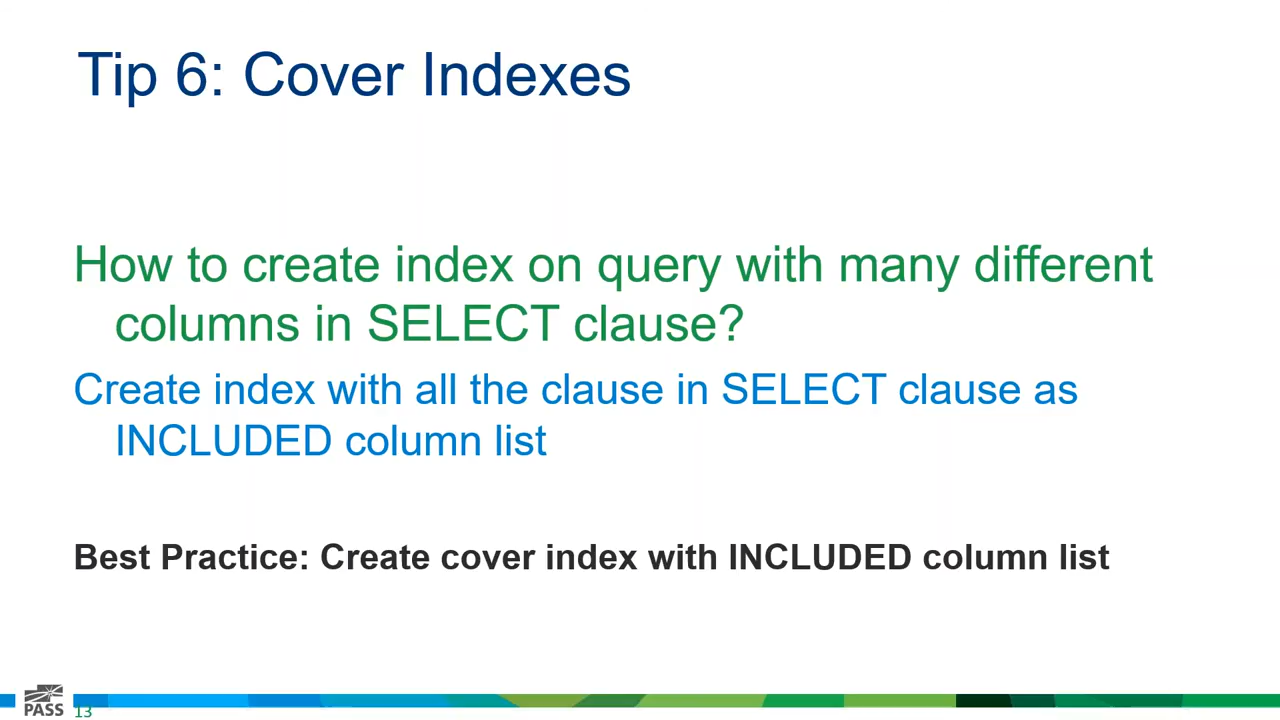 Tip 6: Cover Indexes
How to create index on query with many different
columns in SELECT clause?
Create index with all the clause in SELECT clause as
INCLUDED column list
Best Practice: Create cover index with INCLUDED column list
PASS
13